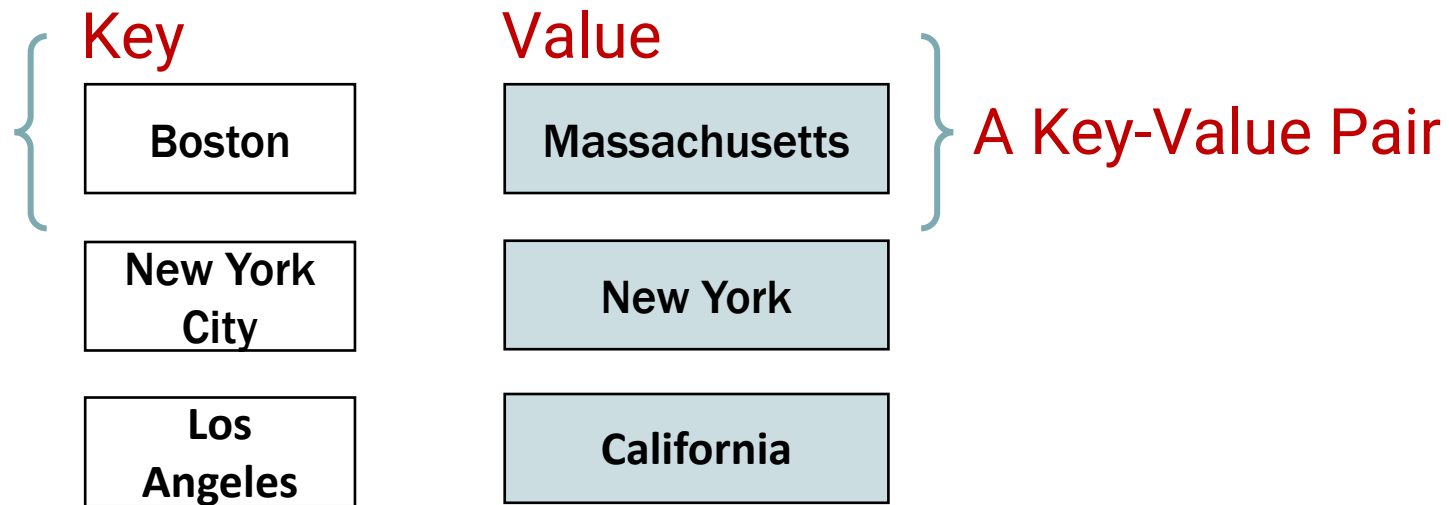 Key Value
Boston Massachusetts A Key-Value Pair
New York
City
New York
Los
Angeles
California